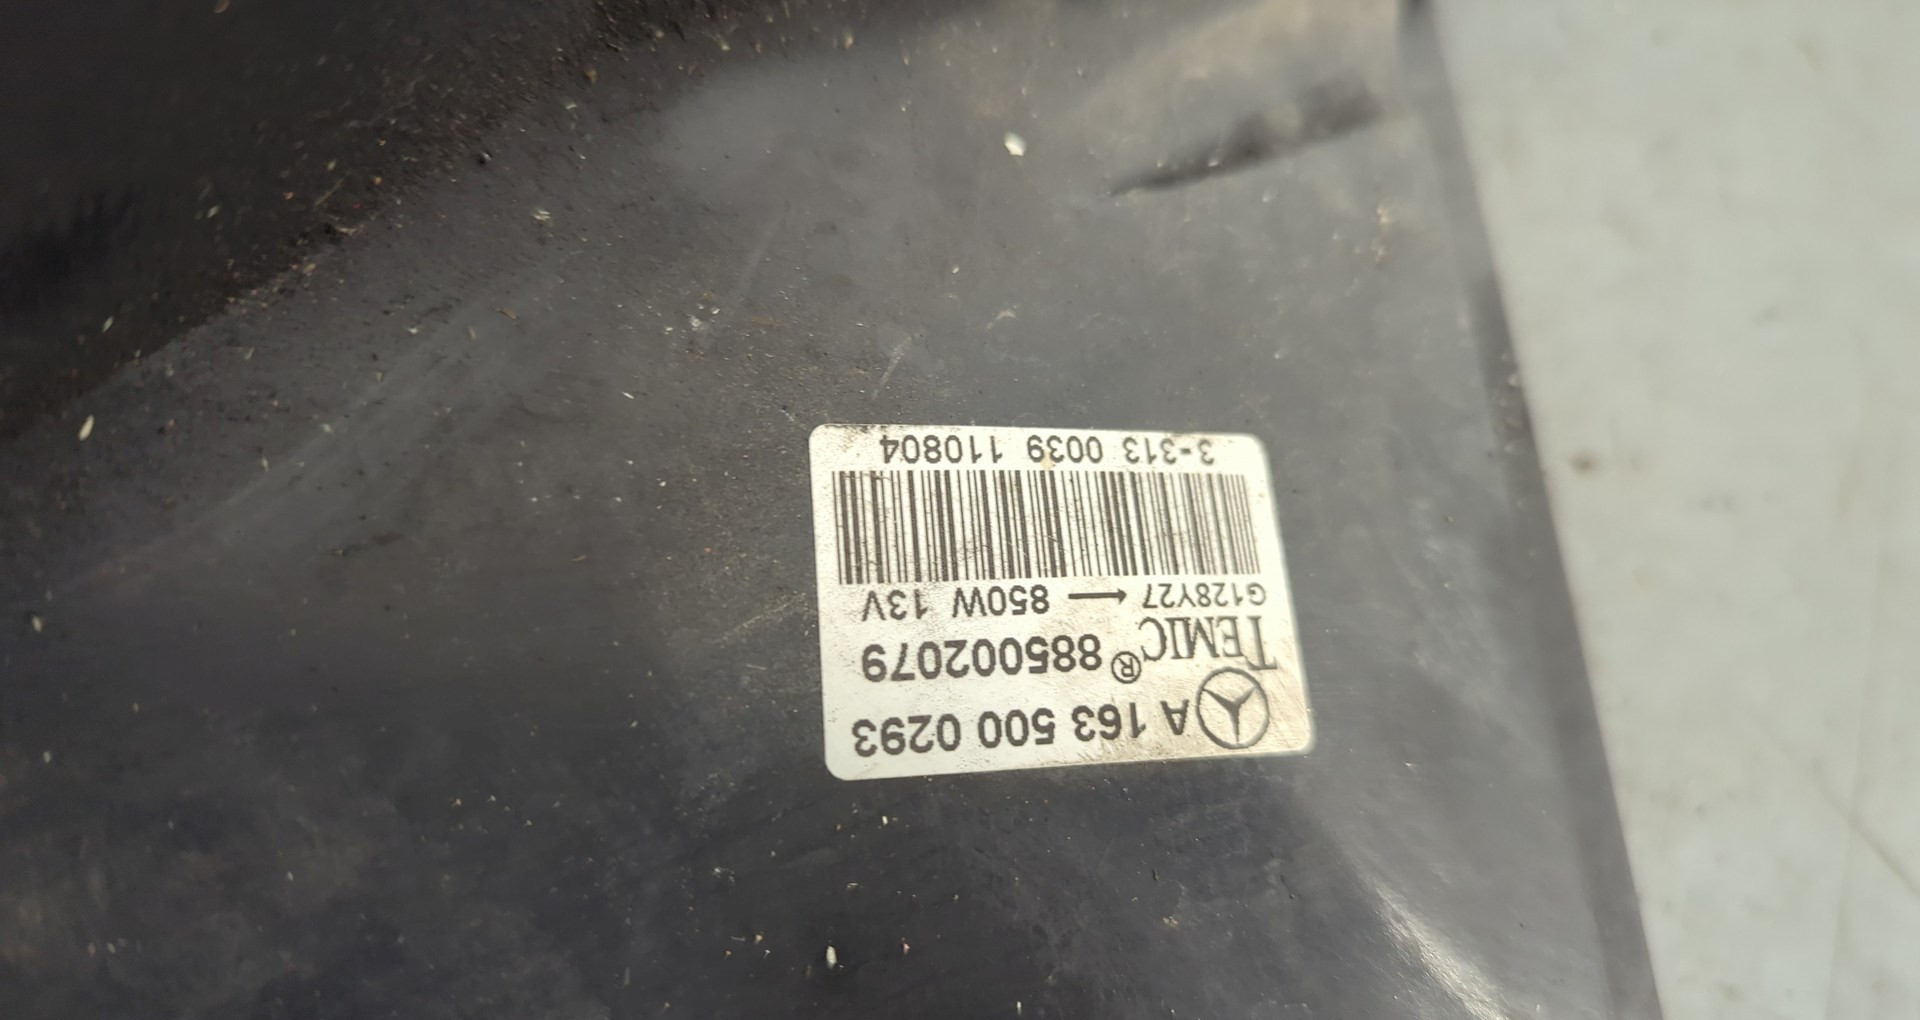 A 163 500 0293
TEMIC® 885002079
G128Y27 → 850W 13V
3-313 0039 110804